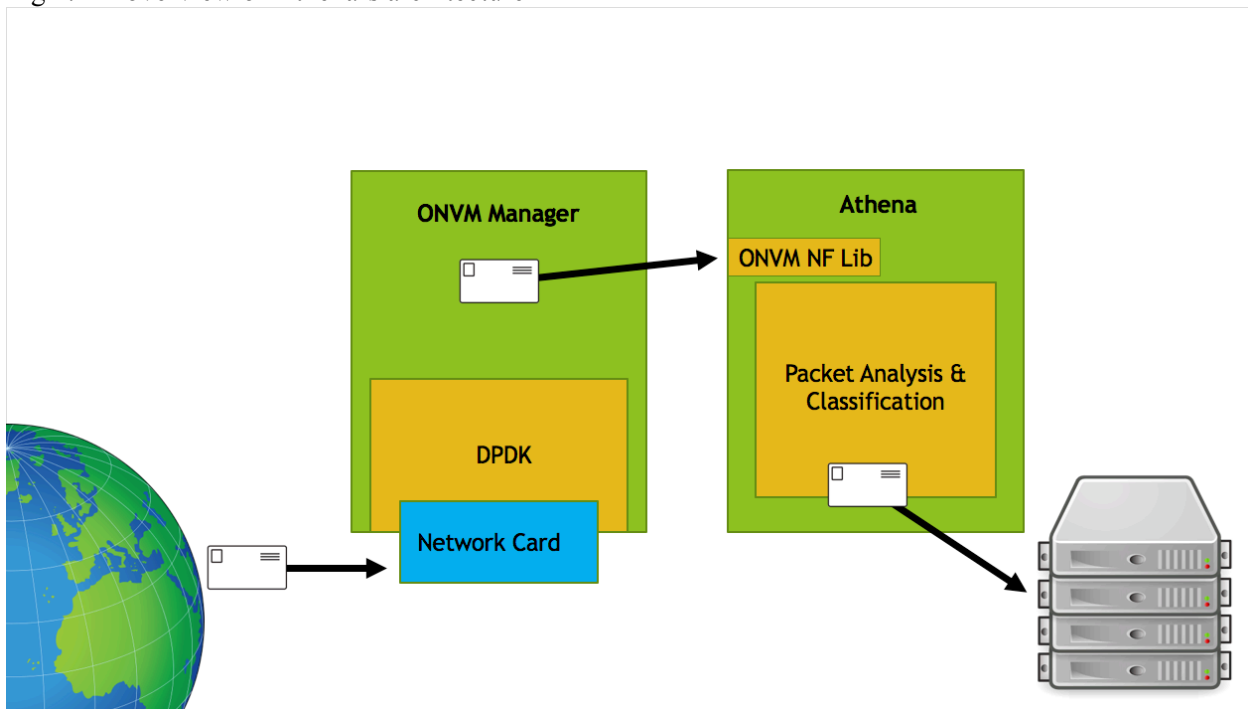 ONVM Manager
DPDK
Network Card
Athena
ONVM NF Lib
Packet Analysis &
Classification